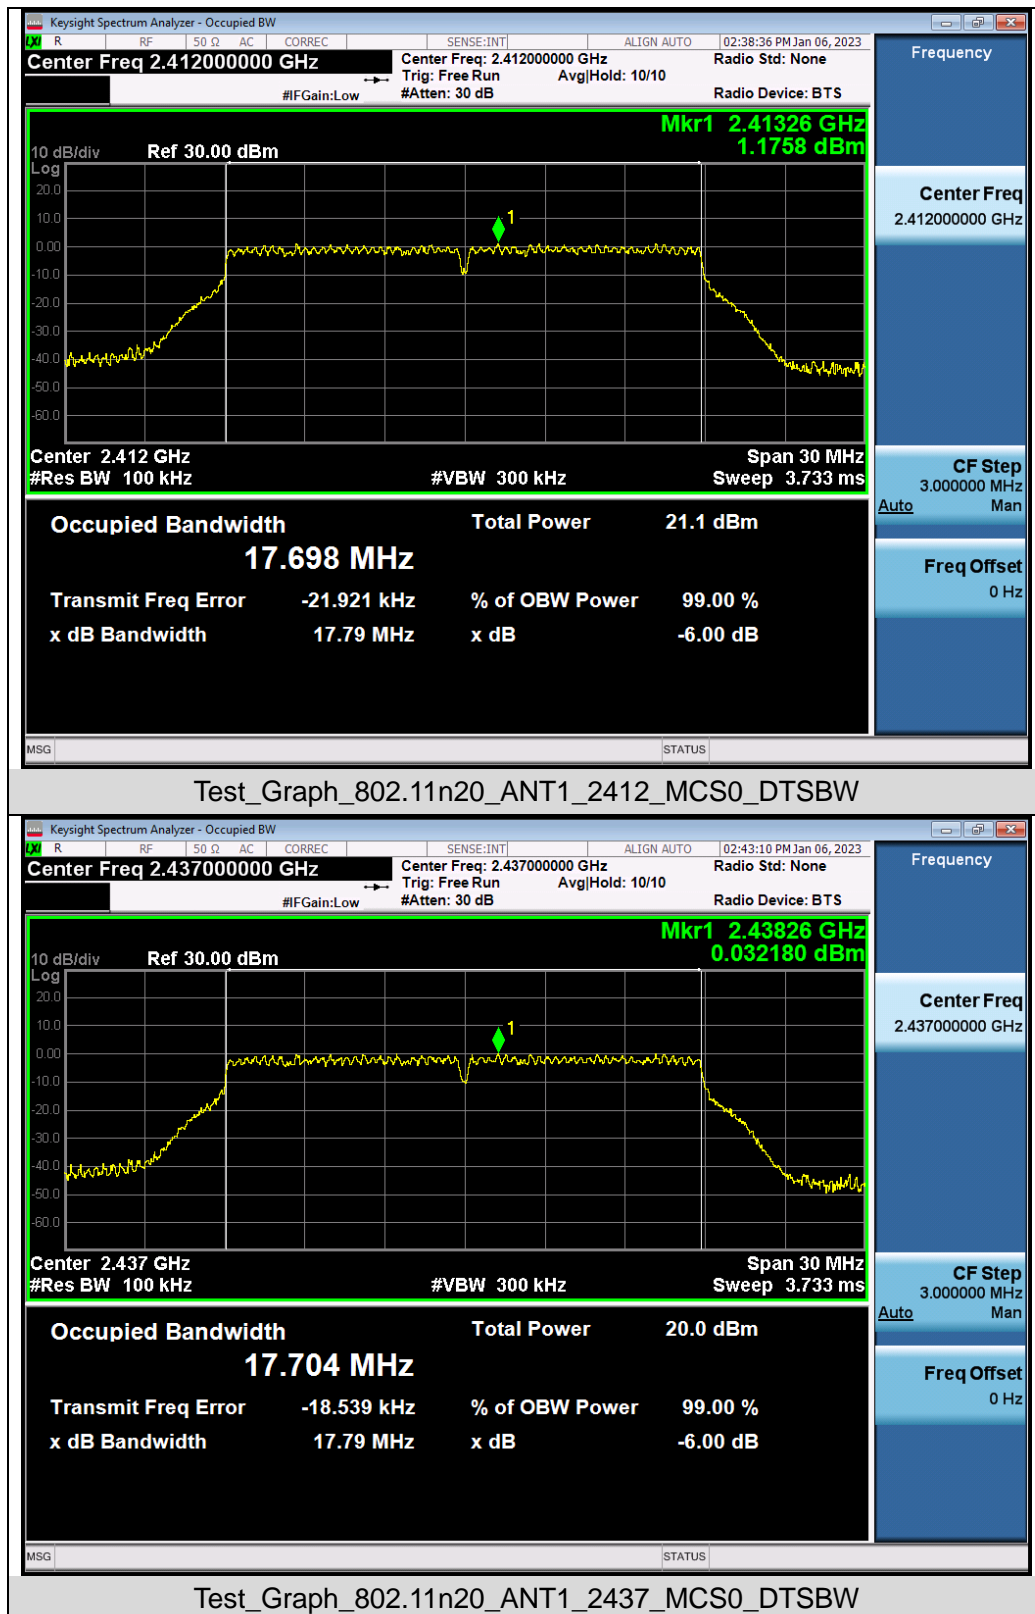 Keysight Spectrum Analyzer - Occupied BW
LXI R RF 50 Ω AC CORREC SENSE:INT ALIGN AUTO 02:38:36 PM Jan 06, 2023
Center Freq 2.412000000 GHz
Center Freq: 2.412000000 GHz
Radio Std: None
Trig: Free Run Avg|Hold: 10/10
#IFGain:Low #Atten: 30 dB Radio Device: BTS
Frequency
Mkr1 2.41326 GHz
1.1758 dBm
10 dB/div Ref 30.00 dBm
Log
20.0
10.0
0.00
-10.0
-20.0
-30.0
-40.0
-50.0
-60.0
1
Center 2.412 GHz Span 30 MHz
#Res BW 100 kHz #VBW 300 kHz Sweep 3.733 ms
Center Freq
2.412000000 GHz
CF Step
3.000000 MHz
Auto Man
Freq Offset
0 Hz
Occupied Bandwidth Total Power 21.1 dBm
17.698 MHz
Transmit Freq Error -21.921 kHz % of OBW Power 99.00 %
x dB Bandwidth 17.79 MHz x dB -6.00 dB
MSG STATUS
Test_Graph_802.11n20_ANT1_2412_MCS0_DTSBW
Keysight Spectrum Analyzer - Occupied BW
LXI R RF 50 Ω AC CORREC SENSE:INT ALIGN AUTO 02:43:10 PM Jan 06, 2023
Center Freq 2.437000000 GHz
Center Freq: 2.437000000 GHz
Radio Std: None
Trig: Free Run Avg|Hold: 10/10
#IFGain:Low #Atten: 30 dB Radio Device: BTS
Frequency
Mkr1 2.43826 GHz
0.032180 dBm
10 dB/div Ref 30.00 dBm
Log
20.0
10.0
0.00
-10.0
-20.0
-30.0
-40.0
-50.0
-60.0
1
Center 2.437 GHz Span 30 MHz
#Res BW 100 kHz #VBW 300 kHz Sweep 3.733 ms
Center Freq
2.437000000 GHz
CF Step
3.000000 MHz
Auto Man
Freq Offset
0 Hz
Occupied Bandwidth Total Power 20.0 dBm
17.704 MHz
Transmit Freq Error -18.539 kHz % of OBW Power 99.00 %
x dB Bandwidth 17.79 MHz x dB -6.00 dB
MSG STATUS
Test_Graph_802.11n20_ANT1_2437_MCS0_DTSBW